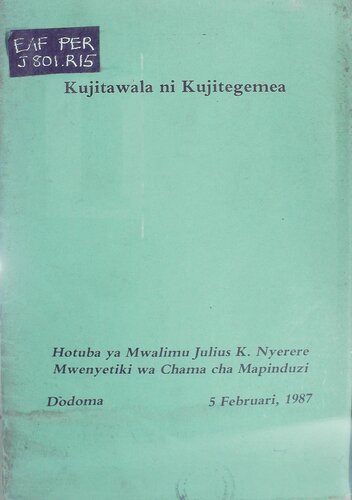 EAF PER
J801.R15
Kujitawala ni Kujitegemea
Hotuba ya Mwalimu Julius K. Nyerere
Mwenyetiki wa Chama cha Mapinduzi
Dodoma 5 Februari, 1987